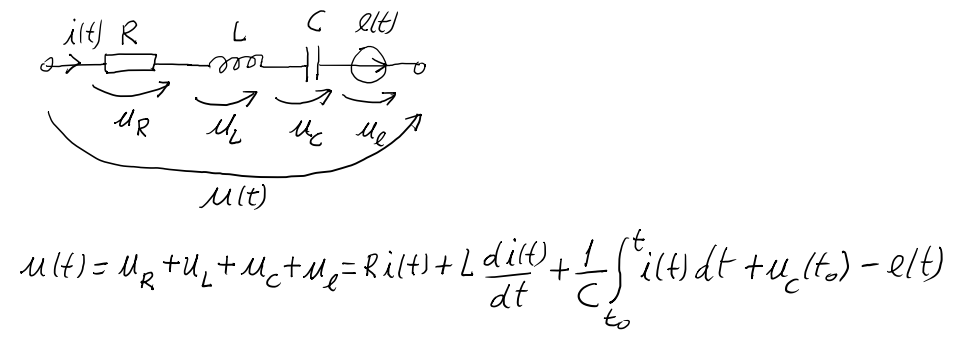 i(t) R L C e(t)
u_R u_L u_C u_e
u(t)
u(t) = u_R + u_L + u_C + u_e = R i(t) + L \frac{di(t)}{dt} + \frac{1}{C} \int_{t_0}^{t} i(t) dt + u_C(t_0) - e(t)